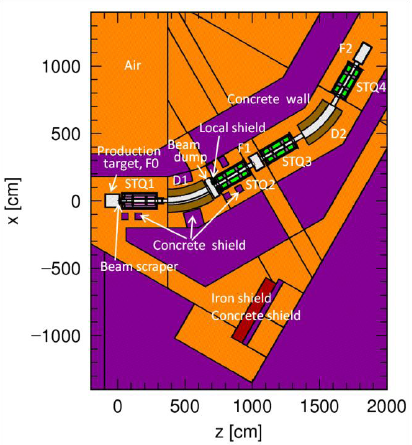 1000
500
0
−500
−1000
x [cm]
0
500
1000
1500
2000
z [cm]
Air
F2
STQ4
Concrete wall
Local shield
Beam
dump
F1
D2
Production
target, F0
STQ1
D1
STQ3
STQ2
Concrete shield
Beam scraper
Iron shield
Concrete shield